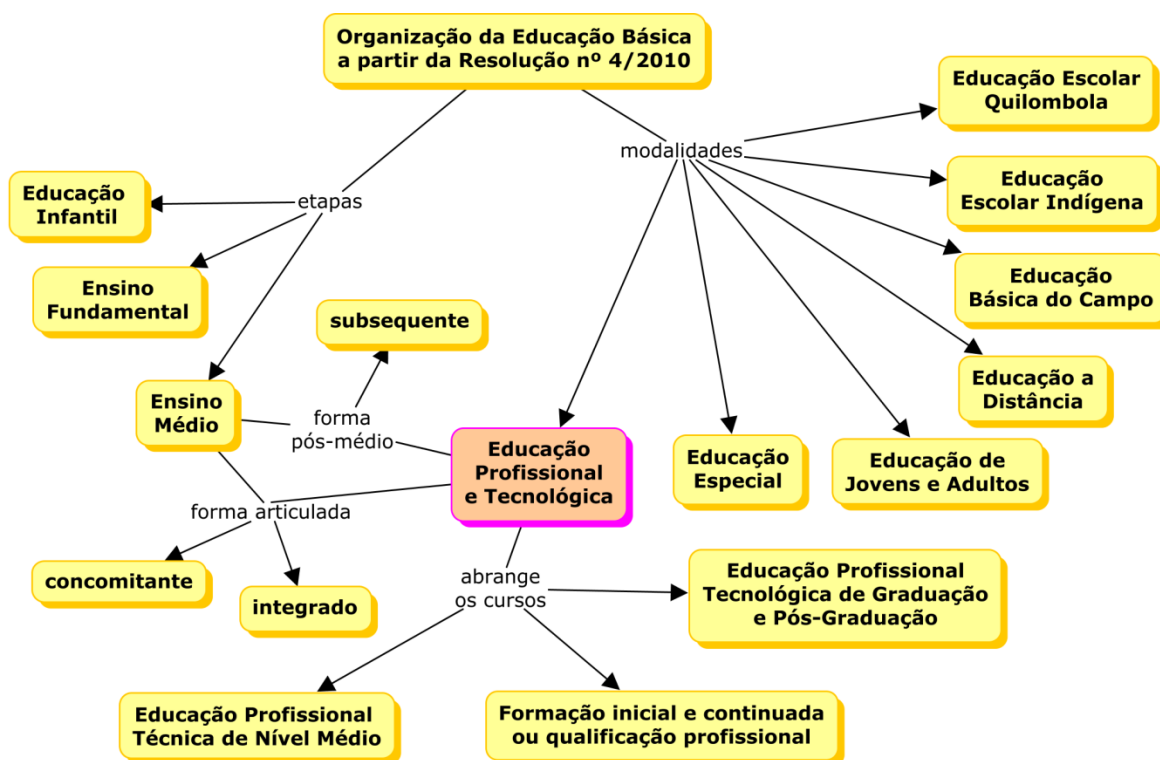 Organização da Educação Básica
a partir da Resolução nº 4/2010
modalidades
Educação Escolar
Quilombola
Educação
Escolar Indígena
Educação
Básica do Campo
Educação a
Distância
Educação de
Jovens e Adultos
Educação
Especial
etapas
Educação
Infantil
Ensino
Fundamental
Ensino
Médio
subsequente
forma
pós-médio
Educação
Profissional
e Tecnológica
forma articulada
concomitante
integrado
abrange
os cursos
Educação Profissional
Tecnológica de Graduação
e Pós-Graduação
Educação Profissional
Técnica de Nível Médio
Formação inicial e continuada
ou qualificação profissional